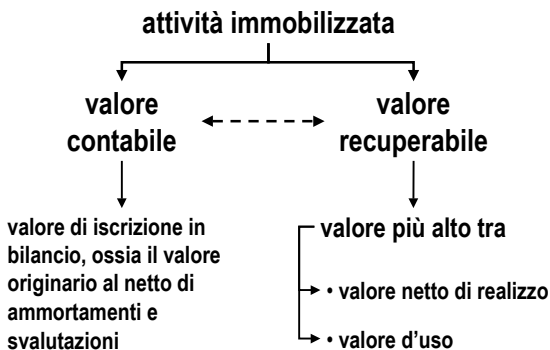 attività immobilizzata
valore
contabile
valore
recuperabile
valore di iscrizione in
bilancio, ossia il valore
originario al netto di
ammortamenti e
svalutazioni
valore più alto tra
• valore netto di realizzo
• valore d'uso